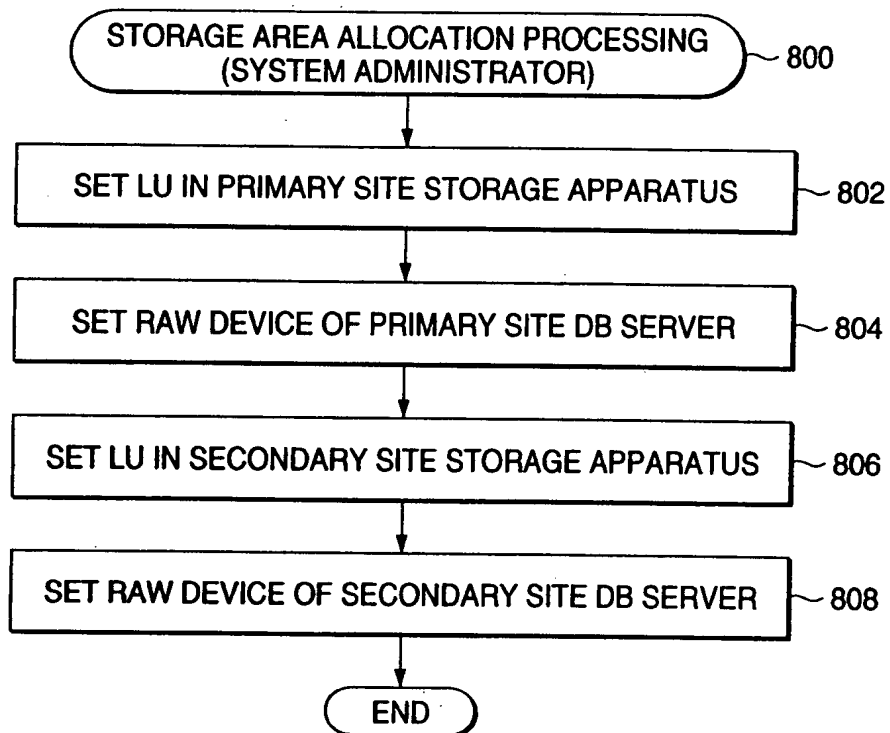 STORAGE AREA ALLOCATION PROCESSING
(SYSTEM ADMINISTRATOR)
800
SET LU IN PRIMARY SITE STORAGE APPARATUS
802
SET RAW DEVICE OF PRIMARY SITE DB SERVER
804
SET LU IN SECONDARY SITE STORAGE APPARATUS
806
SET RAW DEVICE OF SECONDARY SITE DB SERVER
808
END